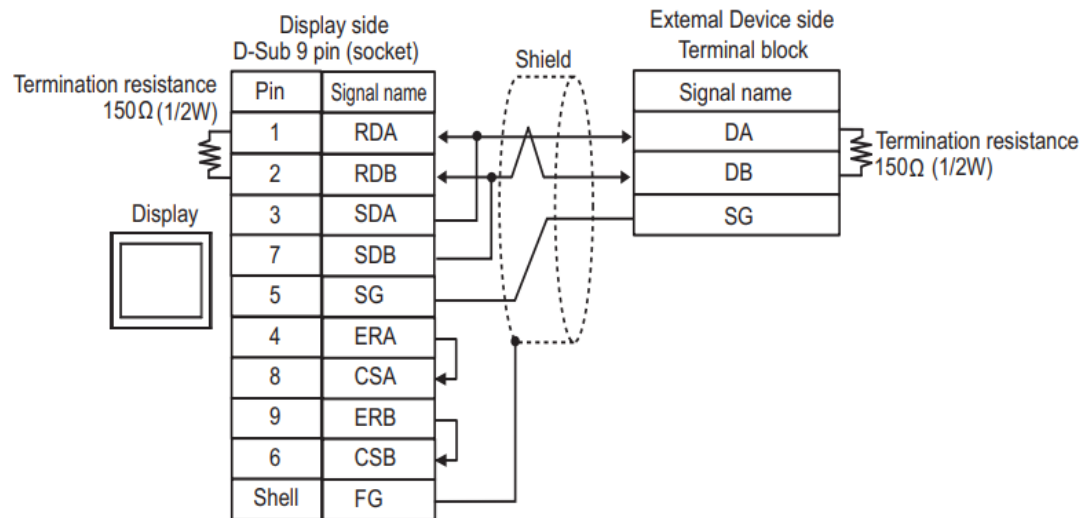 Display side
D-Sub 9 pin (socket)
External Device side
Terminal block
Shield
Termination resistance
150Ω (1/2W)
Pin Signal name
1 RDA
2 RDB
3 SDA
7 SDB
5 SG
4 ERA
8 CSA
9 ERB
6 CSB
Shell FG
Display
Signal name
DA
DB
SG
Termination resistance
150Ω (1/2W)